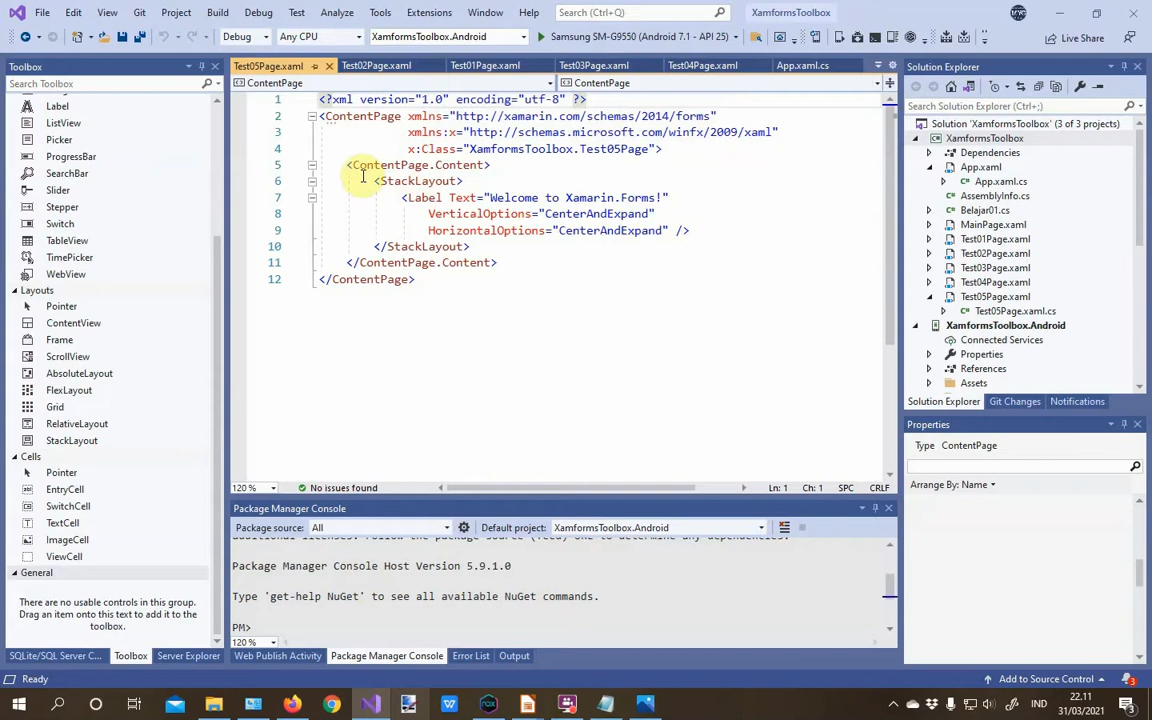 File Edit View Git Project Build Debug Test Analyze Tools Extensions Window Help Search (Ctrl+Q) XamformsToolbox
Debug Any CPU XamformsToolbox.Android Samsung SM-G9550 (Android 7.1 - API 25) Live Share
Toolbox
Search Toolbox
Label
ListView
Picker
ProgressBar
SearchBar
Slider
Stepper
Switch
TableView
TimePicker
WebView
Layouts
Pointer
ContentView
Frame
ScrollView
AbsoluteLayout
FlexLayout
Grid
RelativeLayout
StackLayout
Cells
Pointer
EntryCell
SwitchCell
TextCell
ImageCell
ViewCell
General
There are no usable controls in this group.
Drag an item onto this text to add it to the
toolbox.
SQLite/SQL Server C... Toolbox Server Explorer
Test05Page.xaml Test02Page.xaml Test01Page.xaml Test03Page.xaml Test04Page.xaml App.xaml.cs
ContentPage ContentPage
1 <?xml version="1.0" encoding="utf-8" ?>
2 <ContentPage xmlns="http://xamarin.com/schemas/2014/forms"
3 xmlns:x="http://schemas.microsoft.com/winfx/2009/xaml"
4 x:Class="XamformsToolbox.Test05Page">
5 <ContentPage.Content>
6 <StackLayout>
7 <Label Text="Welcome to Xamarin.Forms!"
8 VerticalOptions="CenterAndExpand"
9 HorizontalOptions="CenterAndExpand" />
10 </StackLayout>
11 </ContentPage.Content>
12 </ContentPage>
120 % No issues found Ln: 1 Ch: 1 SPC CRLF
Package Manager Console
Package source: All Default project: XamformsToolbox.Android
additional licenses. Follow the package source (feed) URL to determine any dependencies.
Package Manager Console Host Version 5.9.1.0
Type 'get-help NuGet' to see all available NuGet commands.
PM>
120 %
Web Publish Activity Package Manager Console Error List Output
Solution Explorer
Search Solution Explorer (Ctrl+;)
Solution 'XamformsToolbox' (3 of 3 projects)
XamformsToolbox
Dependencies
App.xaml
App.xaml.cs
AssemblyInfo.cs
Belajar01.cs
MainPage.xaml
Test01Page.xaml
Test02Page.xaml
Test03Page.xaml
Test04Page.xaml
Test05Page.xaml
Test05Page.xaml.cs
XamformsToolbox.Android
Connected Services
Properties
References
Assets
Solution Explorer Git Changes Notifications
Properties
Type ContentPage
Arrange By: Name
Ready Add to Source Control
IND 22.11
31/03/2021